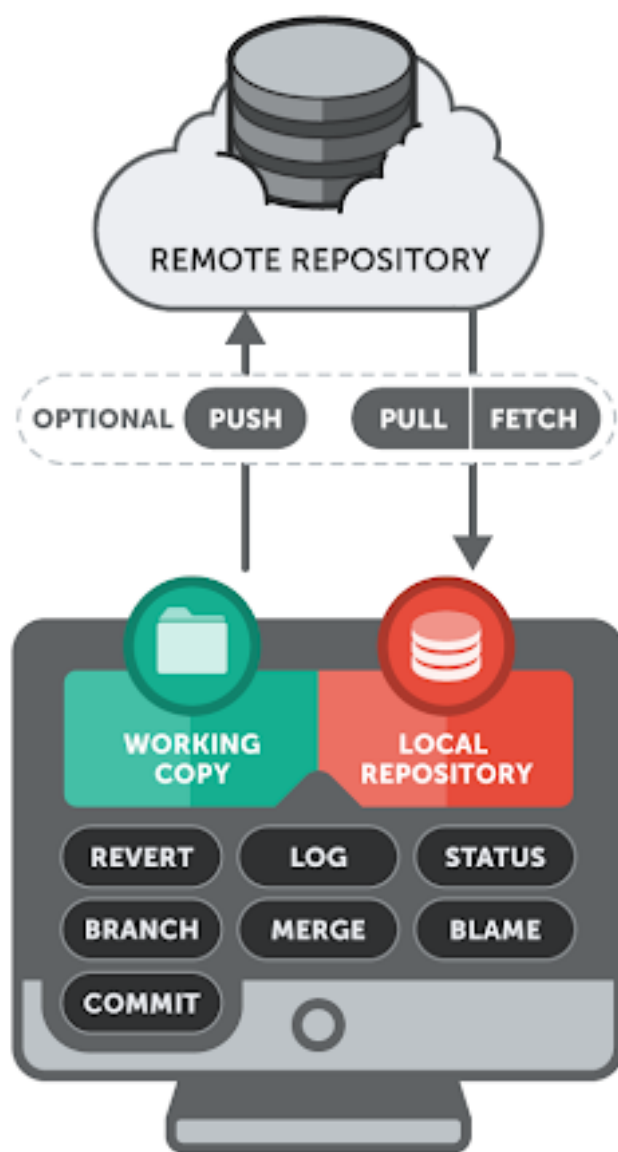 REMOTE REPOSITORY
OPTIONAL PUSH PULL FETCH
WORKING COPY
LOCAL REPOSITORY
REVERT LOG STATUS
BRANCH MERGE BLAME
COMMIT